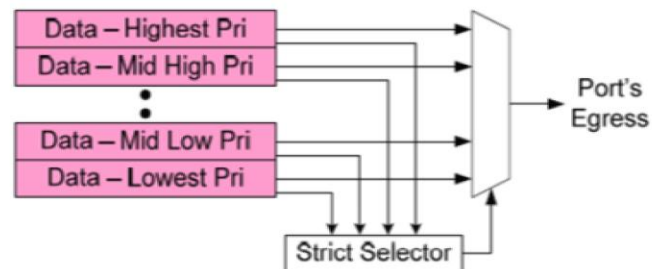 Data – Highest Pri
Data – Mid High Pri
Data – Mid Low Pri
Data – Lowest Pri
Port's
Egress
Strict Selector